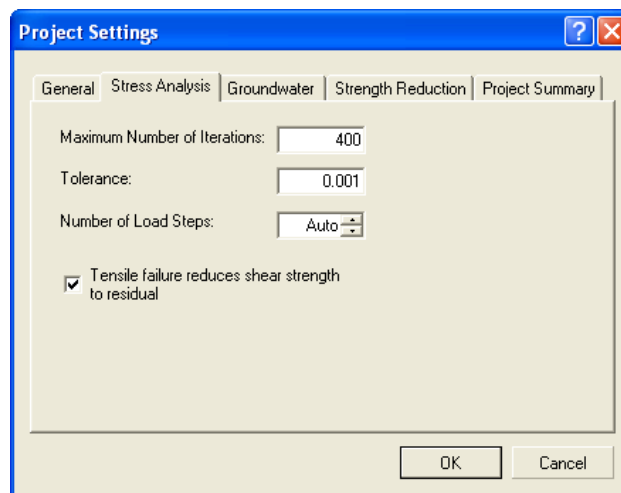 Project Settings
General Stress Analysis Groundwater Strength Reduction Project Summary
Maximum Number of Iterations: 400
Tolerance: 0.001
Number of Load Steps: Auto
Tensile failure reduces shear strength
to residual
OK Cancel